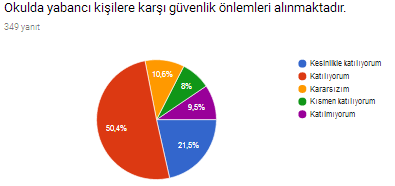 Okulda yabancı kişilere karşı güvenlik önlemleri alınmaktadır.
349 yanıt
Kesinlikle katılıyorum
Katılıyorum
Kararsızım
Kısmen katılıyorum
Katılmıyorum
10,6%
8%
9,5%
50,4%
21,5%